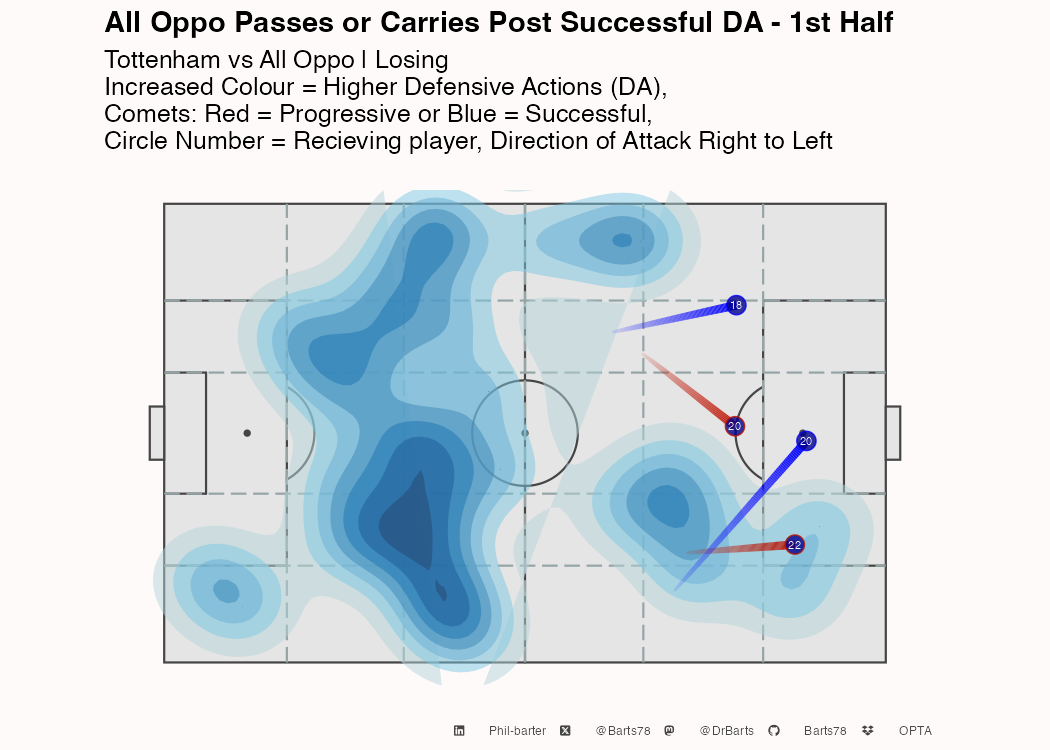 All Oppo Passes or Carries Post Successful DA - 1st Half
Tottenham vs All Oppo | Losing
Increased Colour = Higher Defensive Actions (DA),
Comets: Red = Progressive or Blue = Successful,
Circle Number = Recieving player, Direction of Attack Right to Left
18
20
20
22
Phil-barter @Barts78 @DrBarts Barts78 OPTA